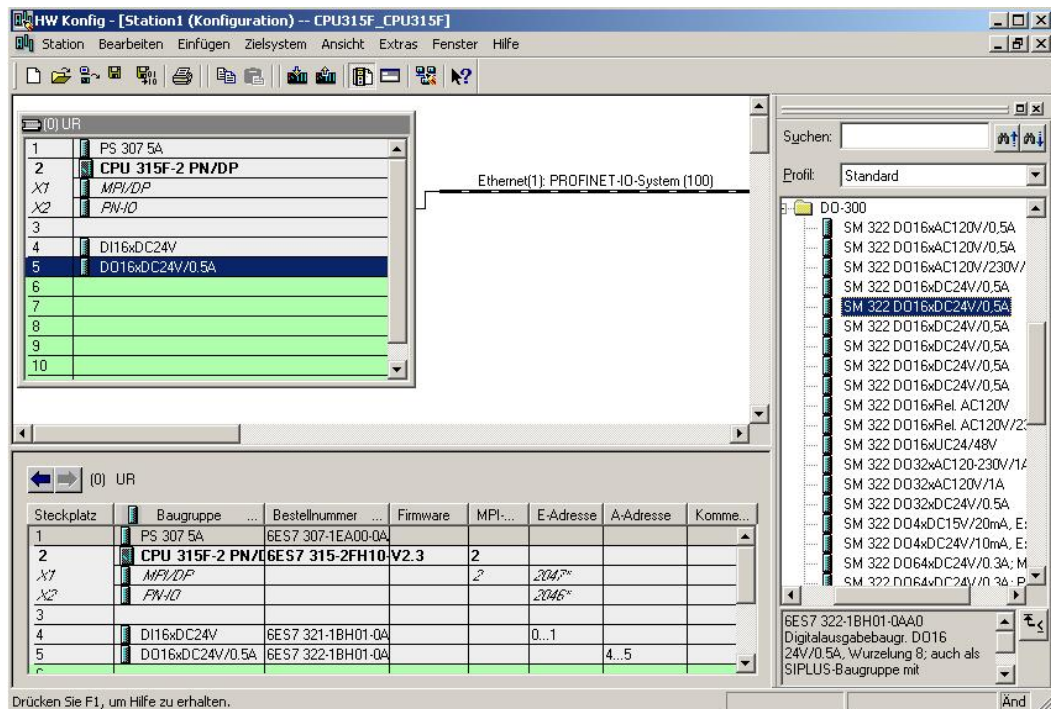 HW Konfig - [Station1 (Konfiguration) -- CPU315F_CPU315F]
Station Bearbeiten Einfügen Zielsystem Ansicht Extras Fenster Hilfe
(0) UR
1 PS 307 5A
2 CPU 315F-2 PN/DP
X1 MPI/DP
X2 PN-IO
3
4 DI16xDC24V
5 DO16xDC24V/0.5A
6
7
8
9
10
Ethernet(1): PROFINET-IO-System (100)
Suchen:
Profil: Standard
DO-300
SM 322 DO16xAC120V/0,5A
SM 322 DO16xAC120V/0,5A
SM 322 DO16xAC120V/230V/
SM 322 DO16xDC24V/0,5A
SM 322 DO16xDC24V/0,5A
SM 322 DO16xDC24V/0,5A
SM 322 DO16xDC24V/0,5A
SM 322 DO16xDC24V/0,5A
SM 322 DO16xDC24V/0,5A
SM 322 DO16xRel. AC120V
SM 322 DO16xRel. AC120V/23
SM 322 DO16xUC24/48V
SM 322 DO32xAC120-230V/1A
SM 322 DO32xAC120V/1A
SM 322 DO32xDC24V/0.5A
SM 322 DO4xDC15V/20mA, Ex
SM 322 DO4xDC24V/10mA, Ex
SM 322 DO64xDC24V/0.3A; M
SM 322 DO64xDC24V/0.3A; P
6ES7 322-1BH01-0AA0
Digitalausgabebaugr. DO16
24V/0.5A, Wurzelung 8; auch als
SIPLUS-Baugruppe mit
(0) UR
Steckplatz Baugruppe ... Bestellnummer ... Firmware MPI-... E-Adresse A-Adresse Komme...
1 PS 307 5A 6ES7 307-1EA00-0A
2 CPU 315F-2 PN/D 6ES7 315-2FH10- V2.3 2
X1 MPI/DP 2 2047*
X2 PN-IO 2046*
3
4 DI16xDC24V 6ES7 321-1BH01-0A 0...1
5 DO16xDC24V/0.5A 6ES7 322-1BH01-0A 4...5
Drücken Sie F1, um Hilfe zu erhalten. Änd